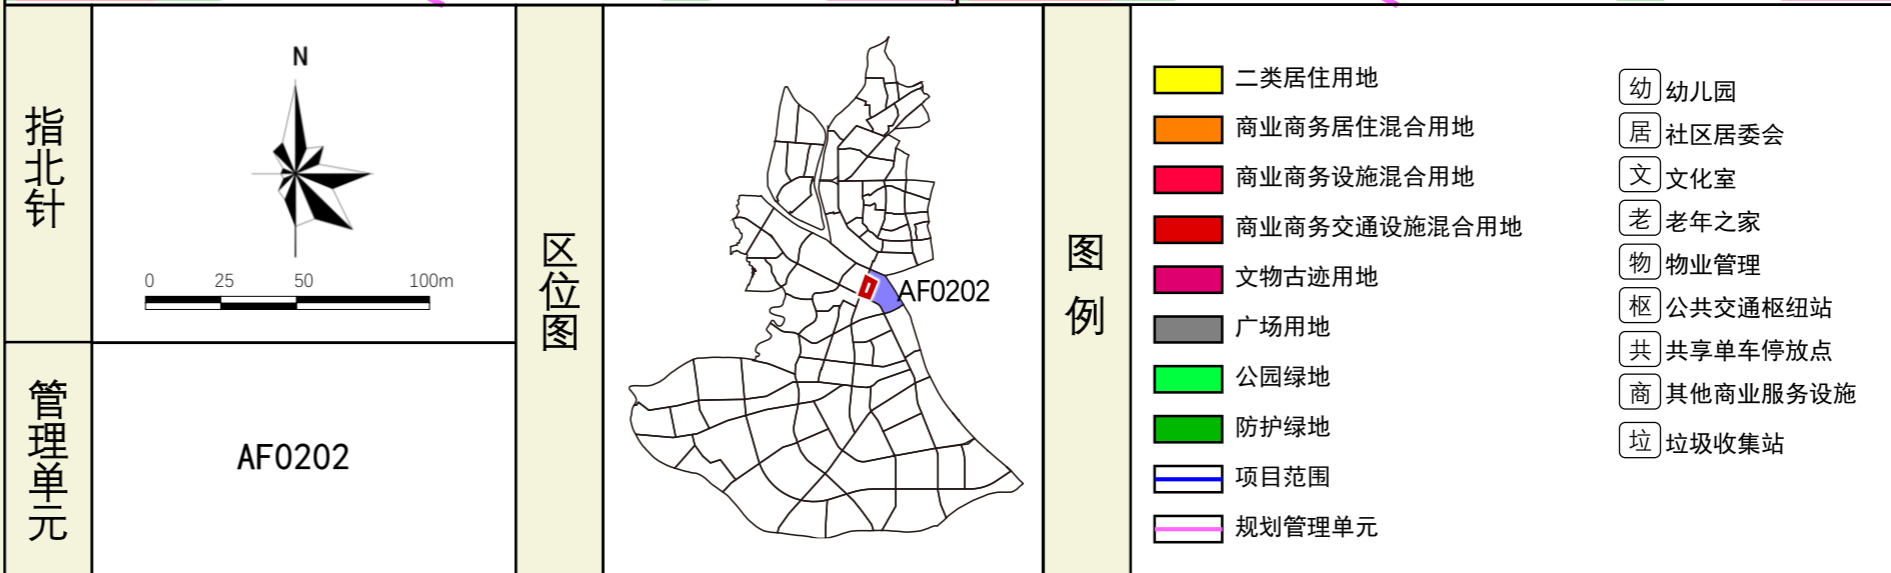 指北针
N
0 25 50 100m
管理单元
AF0202
区位图
AF0202
图例
二类居住用地
商业商务居住混合用地
商业商务设施混合用地
商业商务交通设施混合用地
文物古迹用地
广场用地
公园绿地
防护绿地
项目范围
规划管理单元
幼 幼儿园
居 社区居委会
文 文化室
老 老年之家
物 物业管理
枢 公共交通枢纽站
共 共享单车停放点
商 其他商业服务设施
垃 垃圾收集站